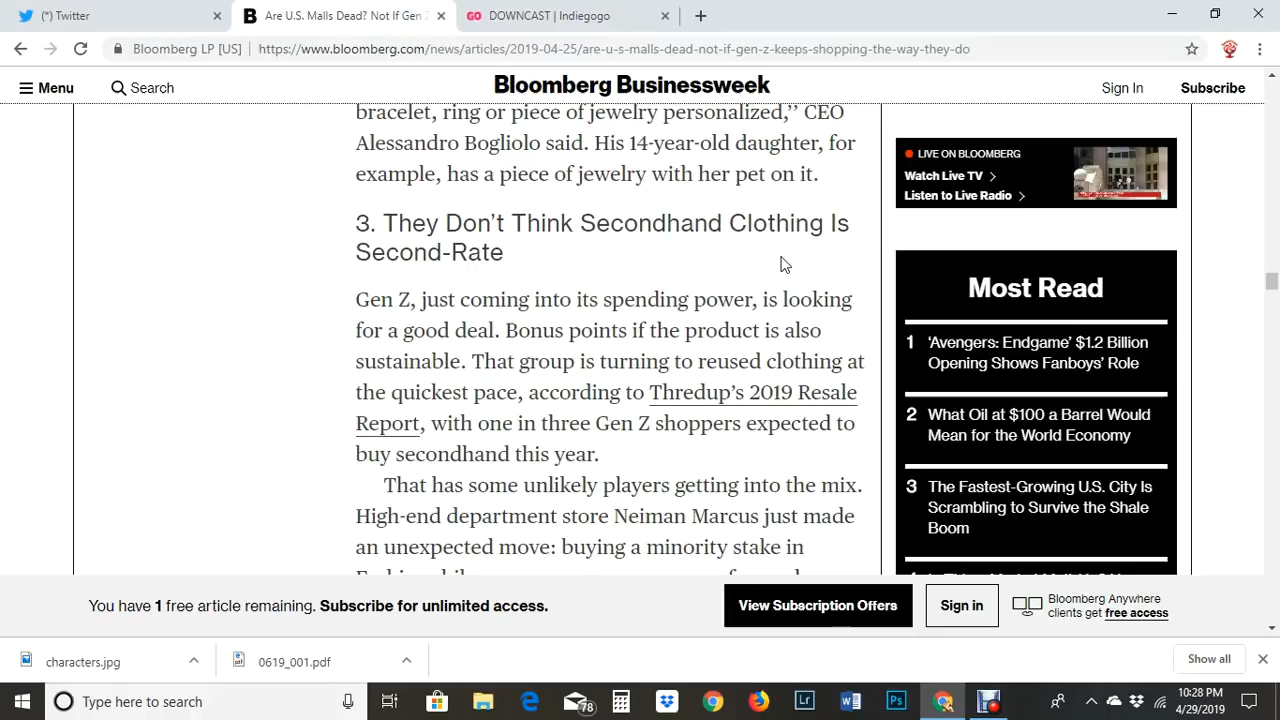 (*) Twitter
Are U.S. Malls Dead? Not If Gen
DOWNCAST | Indiegogo
Bloomberg LP [US]
https://www.bloomberg.com/news/articles/2019-04-25/are-u-s-malls-dead-not-if-gen-z-keeps-shopping-the-way-they-do
Menu
Search
Bloomberg Businessweek
Sign In
Subscribe
bracelet, ring or piece of jewelry personalized,’’ CEO
Alessandro Bogliolo said. His 14-year-old daughter, for
example, has a piece of jewelry with her pet on it.
3. They Don’t Think Secondhand Clothing Is
Second-Rate
Gen Z, just coming into its spending power, is looking
for a good deal. Bonus points if the product is also
sustainable. That group is turning to reused clothing at
the quickest pace, according to Thredup’s 2019 Resale
Report, with one in three Gen Z shoppers expected to
buy secondhand this year.
That has some unlikely players getting into the mix.
High-end department store Neiman Marcus just made
an unexpected move: buying a minority stake in
LIVE ON BLOOMBERG
Watch Live TV >
Listen to Live Radio >
Most Read
1 ‘Avengers: Endgame’ $1.2 Billion
Opening Shows Fanboys’ Role
2 What Oil at $100 a Barrel Would
Mean for the World Economy
3 The Fastest-Growing U.S. City Is
Scrambling to Survive the Shale
Boom
You have 1 free article remaining. Subscribe for unlimited access.
View Subscription Offers
Sign in
Bloomberg Anywhere
clients get free access
characters.jpg
0619_001.pdf
Show all
Type here to search
78
Lr
Ps
10:28 PM
4/29/2019